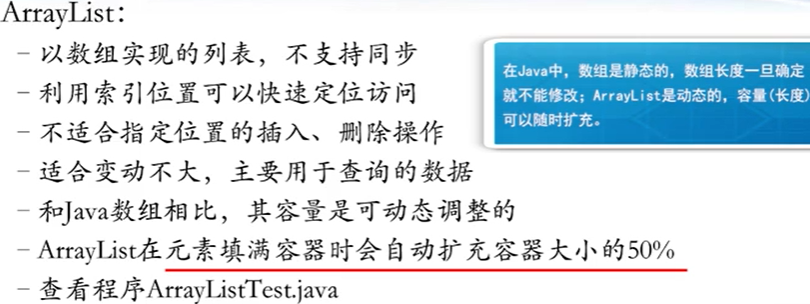 ArrayList：
– 以数组实现的列表，不支持同步
– 利用索引位置可以快速定位访问
– 不适合指定位置的插入、删除操作
– 适合变动不大，主要用于查询的数据
– 和Java数组相比，其容量是可动态调整的
– ArrayList在元素填满容器时会自动扩充容器大小的50%
– 查看程序ArrayListTest.java
在Java中，数组是静态的，数组长度一旦确定
就不能修改；ArrayList是动态的，容量(长度)
可以随时扩充。